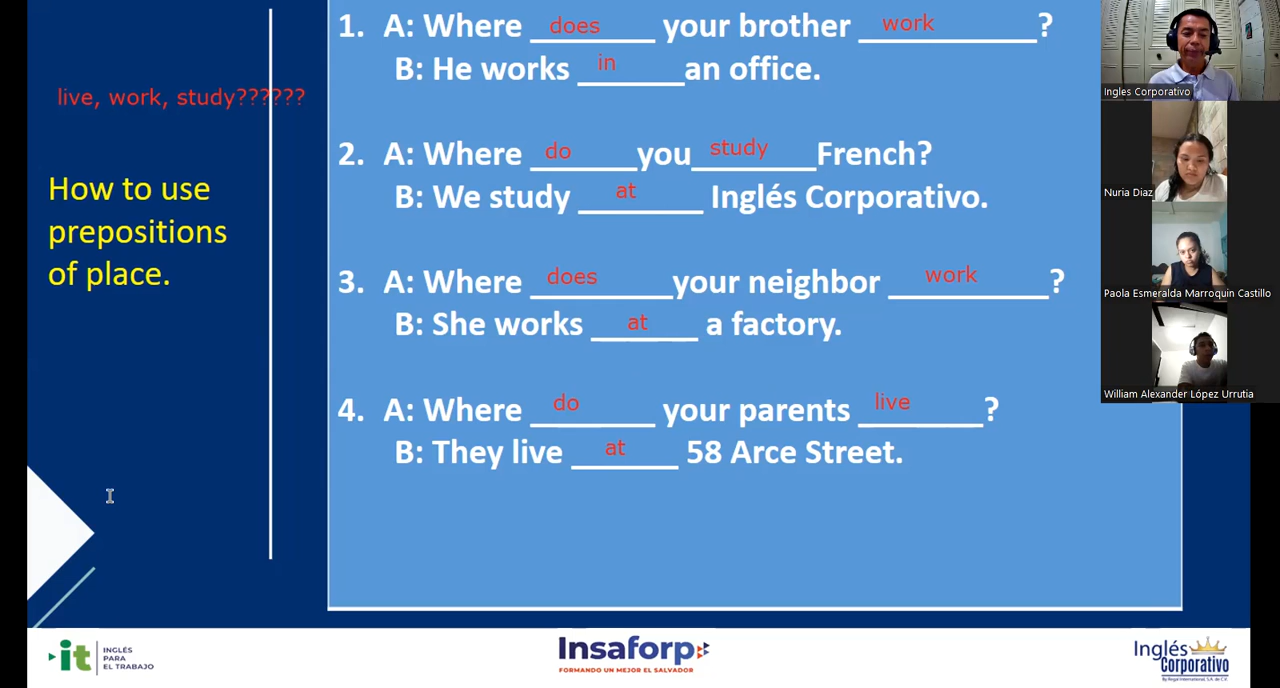 live, work, study??????
How to use
prepositions
of place.
1. A: Where does your brother work ?
B: He works in an office.
2. A: Where do you study French?
B: We study at Inglés Corporativo.
3. A: Where does your neighbor work ?
B: She works at a factory.
4. A: Where do your parents live ?
B: They live at 58 Arce Street.
Ingles Corporativo
Nuria Diaz
Paola Esmeralda Marroquin Castillo
William Alexander López Urrutia
it INGLÉS
PARA
EL TRABAJO
Insaforp
FORMANDO UN MEJOR EL SALVADOR
Inglés
Corporativo
By Regal International, S.A. de C.V.